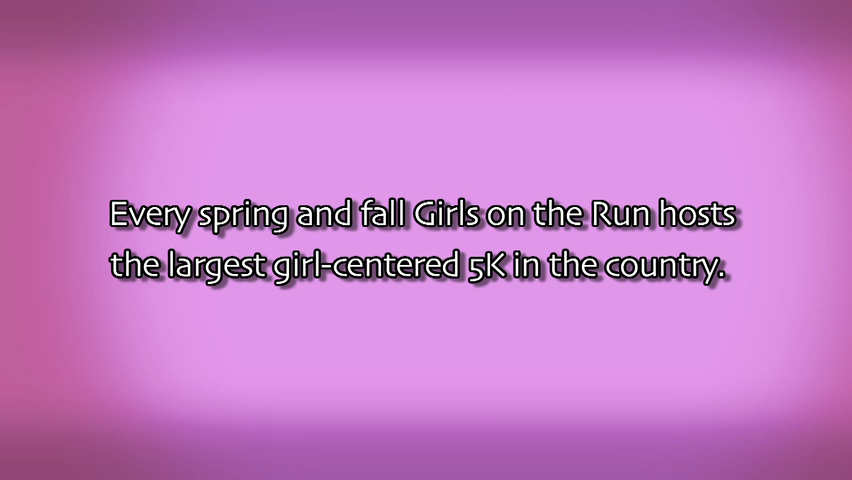 Every spring and fall Girls on the Run hosts
the largest girl-centered 5K in the country.